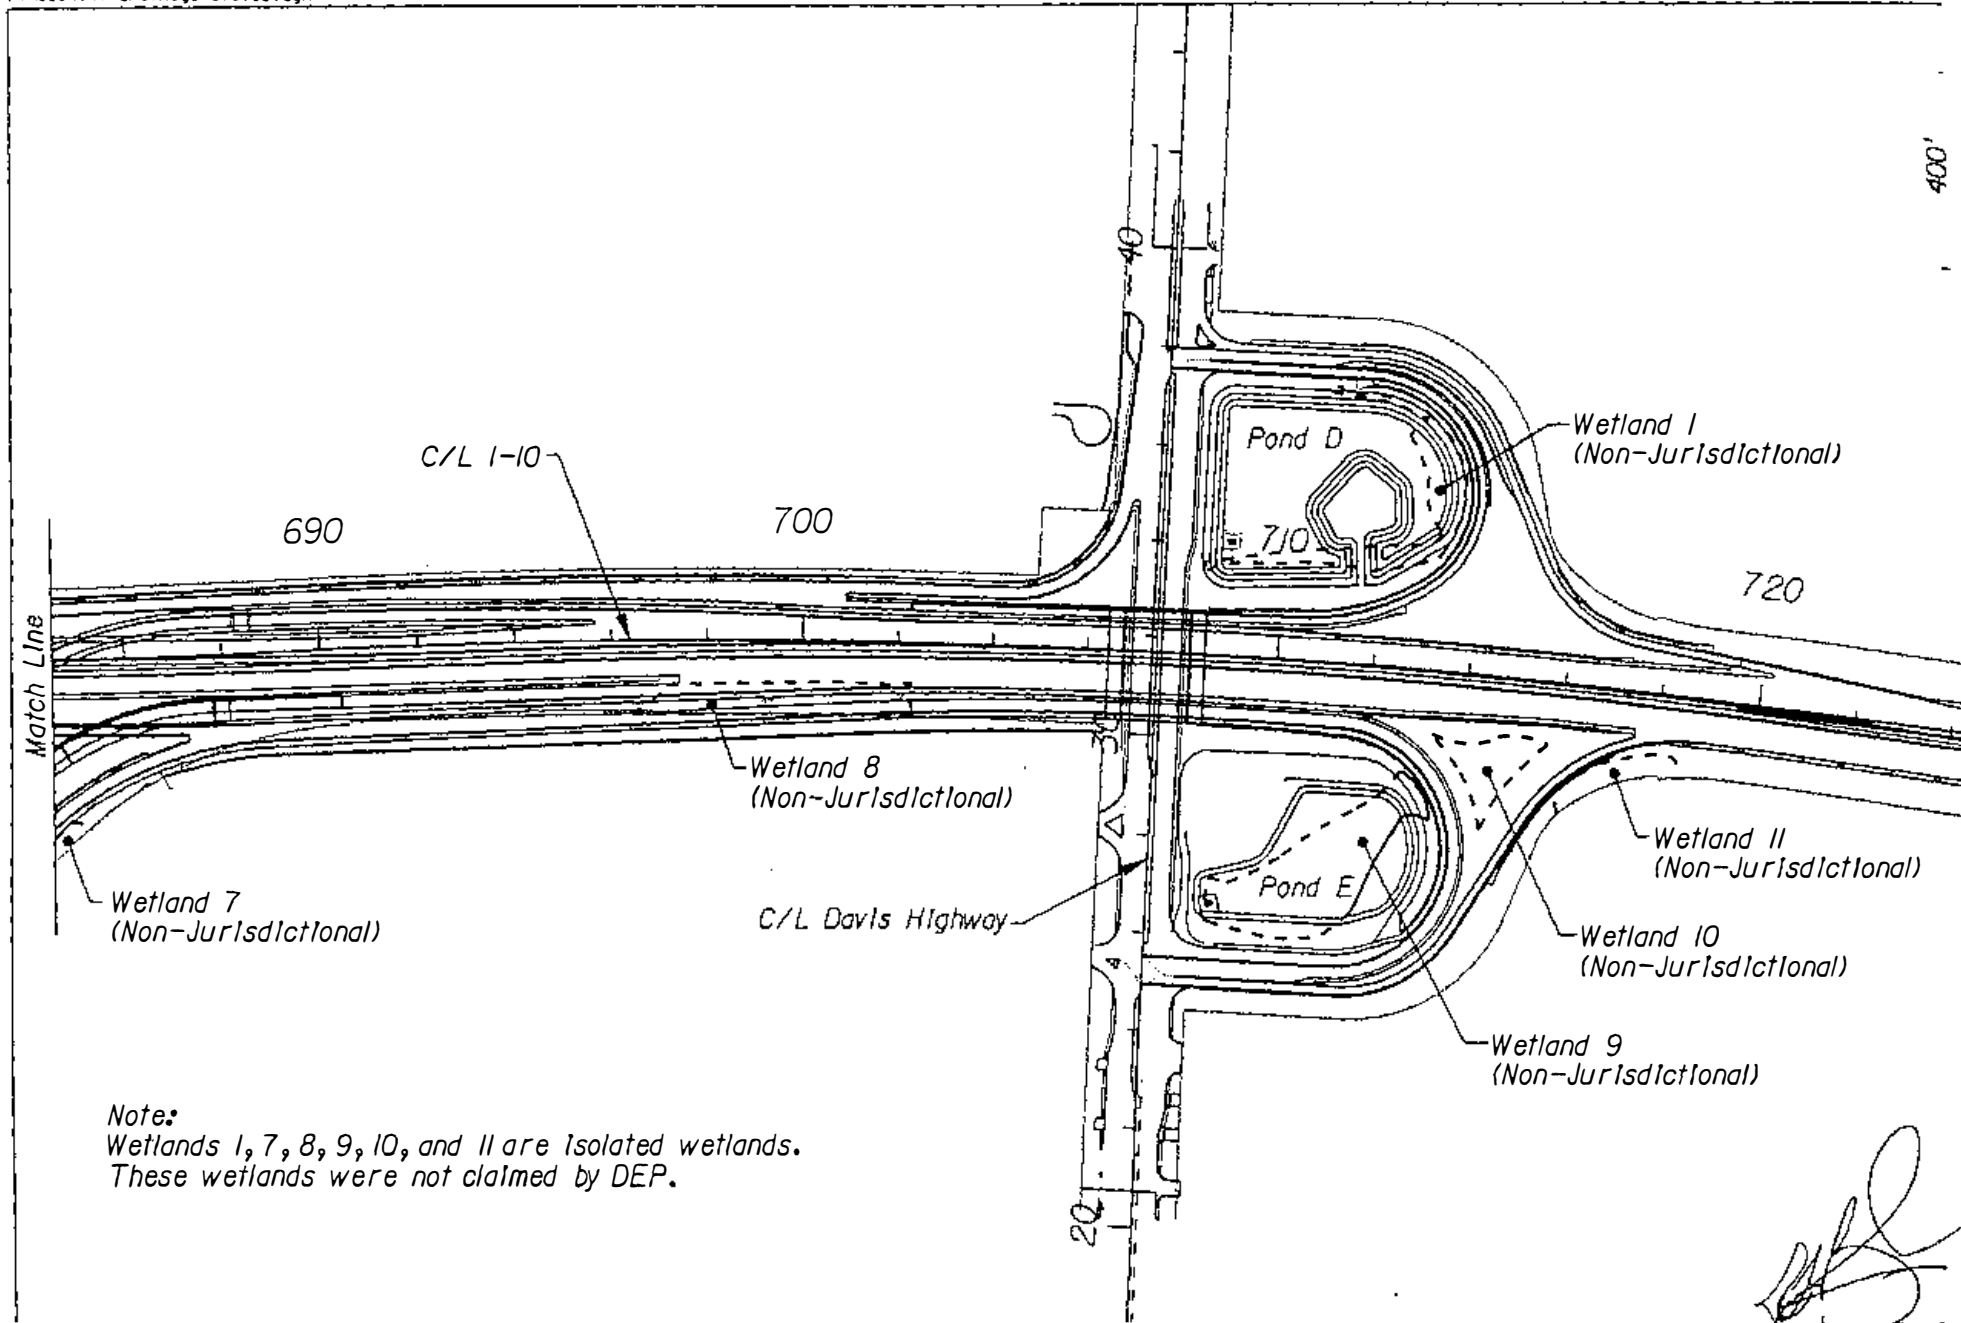 400'
40
Pond D
Wetland 1
(Non-Jurisdictional)
C/L I-10
690
700
710
720
Match Line
Wetland 8
(Non-Jurisdictional)
Wetland 11
(Non-Jurisdictional)
Pond E
Wetland 7
(Non-Jurisdictional)
C/L Davis Highway
Wetland 10
(Non-Jurisdictional)
Wetland 9
(Non-Jurisdictional)
Note:
Wetlands 1, 7, 8, 9, 10, and 11 are isolated wetlands.
These wetlands were not claimed by DEP.
20